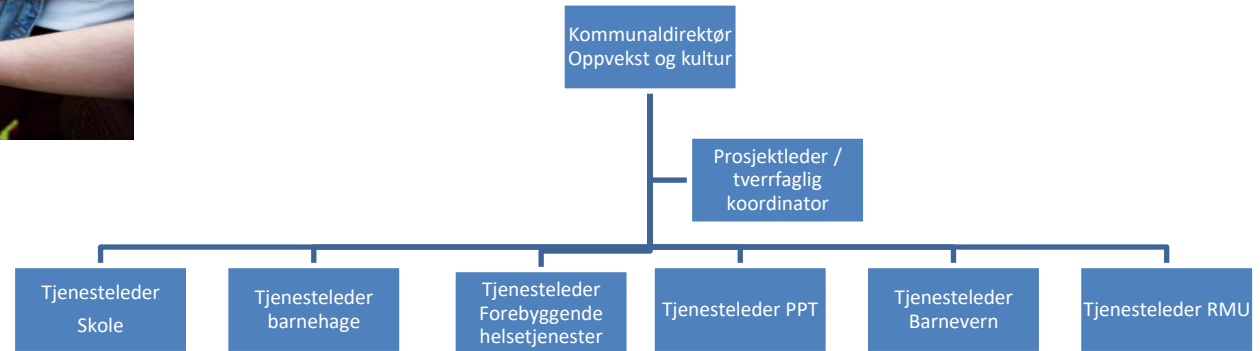 Kommunaldirektør
Oppvekst og kultur
Prosjektleder /
tverrfaglig
koordinator
Tjenesteleder
Skole
Tjenesteleder
barnehage
Tjenesteleder
Forebyggende
helsetjenester
Tjenesteleder PPT
Tjenesteleder
Barnevern
Tjenesteleder RMU